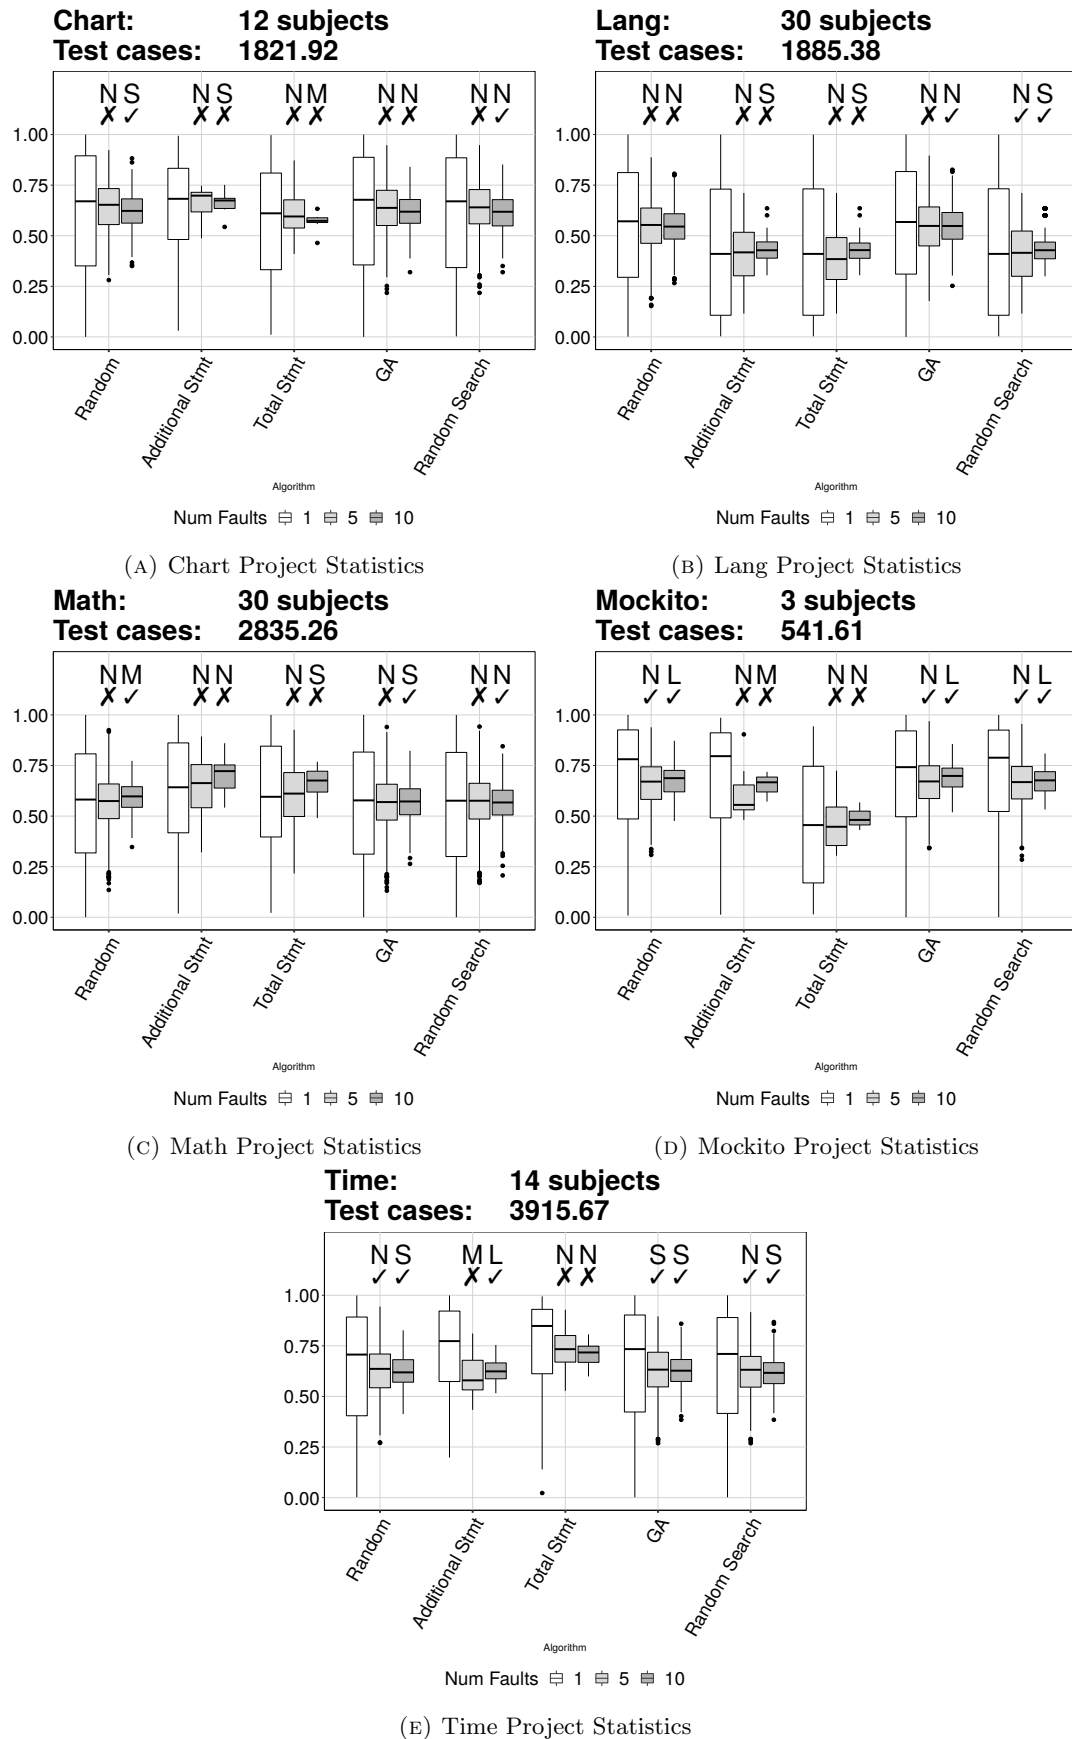 Chart: 12 subjects
Test cases: 1821.92
N S N S N M N N N N
✗ ✓ ✗ ✗ ✗ ✗ ✗ ✗ ✗ ✓
1.00
0.75
0.50
0.25
0.00
Random
Additional Stmt
Total Stmt
GA
Random Search
Algorithm
Num Faults 1 5 10
(A) Chart Project Statistics
Lang: 30 subjects
Test cases: 1885.38
N N N S N S N N N S
✗ ✗ ✗ ✗ ✗ ✗ ✗ ✓ ✓ ✓
1.00
0.75
0.50
0.25
0.00
Random
Additional Stmt
Total Stmt
GA
Random Search
Algorithm
Num Faults 1 5 10
(B) Lang Project Statistics
Math: 30 subjects
Test cases: 2835.26
N M N N N S N S N N
✗ ✓ ✗ ✗ ✗ ✗ ✗ ✓ ✗ ✓
1.00
0.75
0.50
0.25
0.00
Random
Additional Stmt
Total Stmt
GA
Random Search
Algorithm
Num Faults 1 5 10
(C) Math Project Statistics
Mockito: 3 subjects
Test cases: 541.61
N L N M N N N L N L
✓ ✓ ✗ ✗ ✗ ✗ ✓ ✓ ✓ ✓
1.00
0.75
0.50
0.25
0.00
Random
Additional Stmt
Total Stmt
GA
Random Search
Algorithm
Num Faults 1 5 10
(D) Mockito Project Statistics
Time: 14 subjects
Test cases: 3915.67
N S M L N N S S N S
✓ ✓ ✗ ✓ ✗ ✗ ✓ ✓ ✓ ✓
1.00
0.75
0.50
0.25
0.00
Random
Additional Stmt
Total Stmt
GA
Random Search
Algorithm
Num Faults 1 5 10
(E) Time Project Statistics